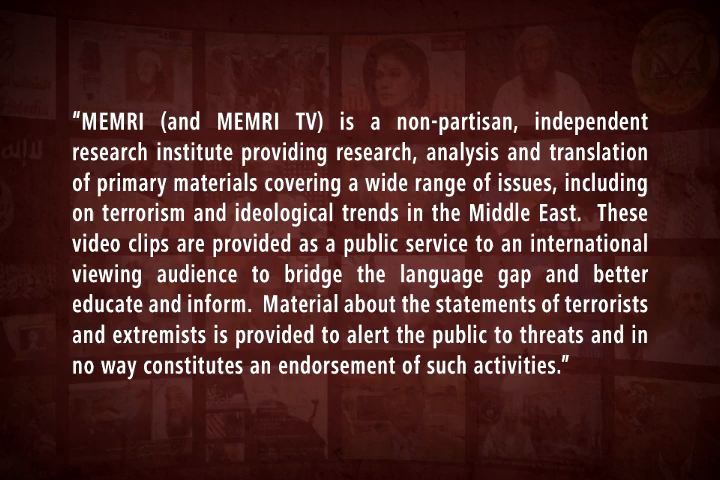 “MEMRI (and MEMRI TV) is a non-partisan, independent
research institute providing research, analysis and translation
of primary materials covering a wide range of issues, including
on terrorism and ideological trends in the Middle East. These
video clips are provided as a public service to an international
viewing audience to bridge the language gap and better
educate and inform. Material about the statements of terrorists
and extremists is provided to alert the public to threats and in
no way constitutes an endorsement of such activities.”